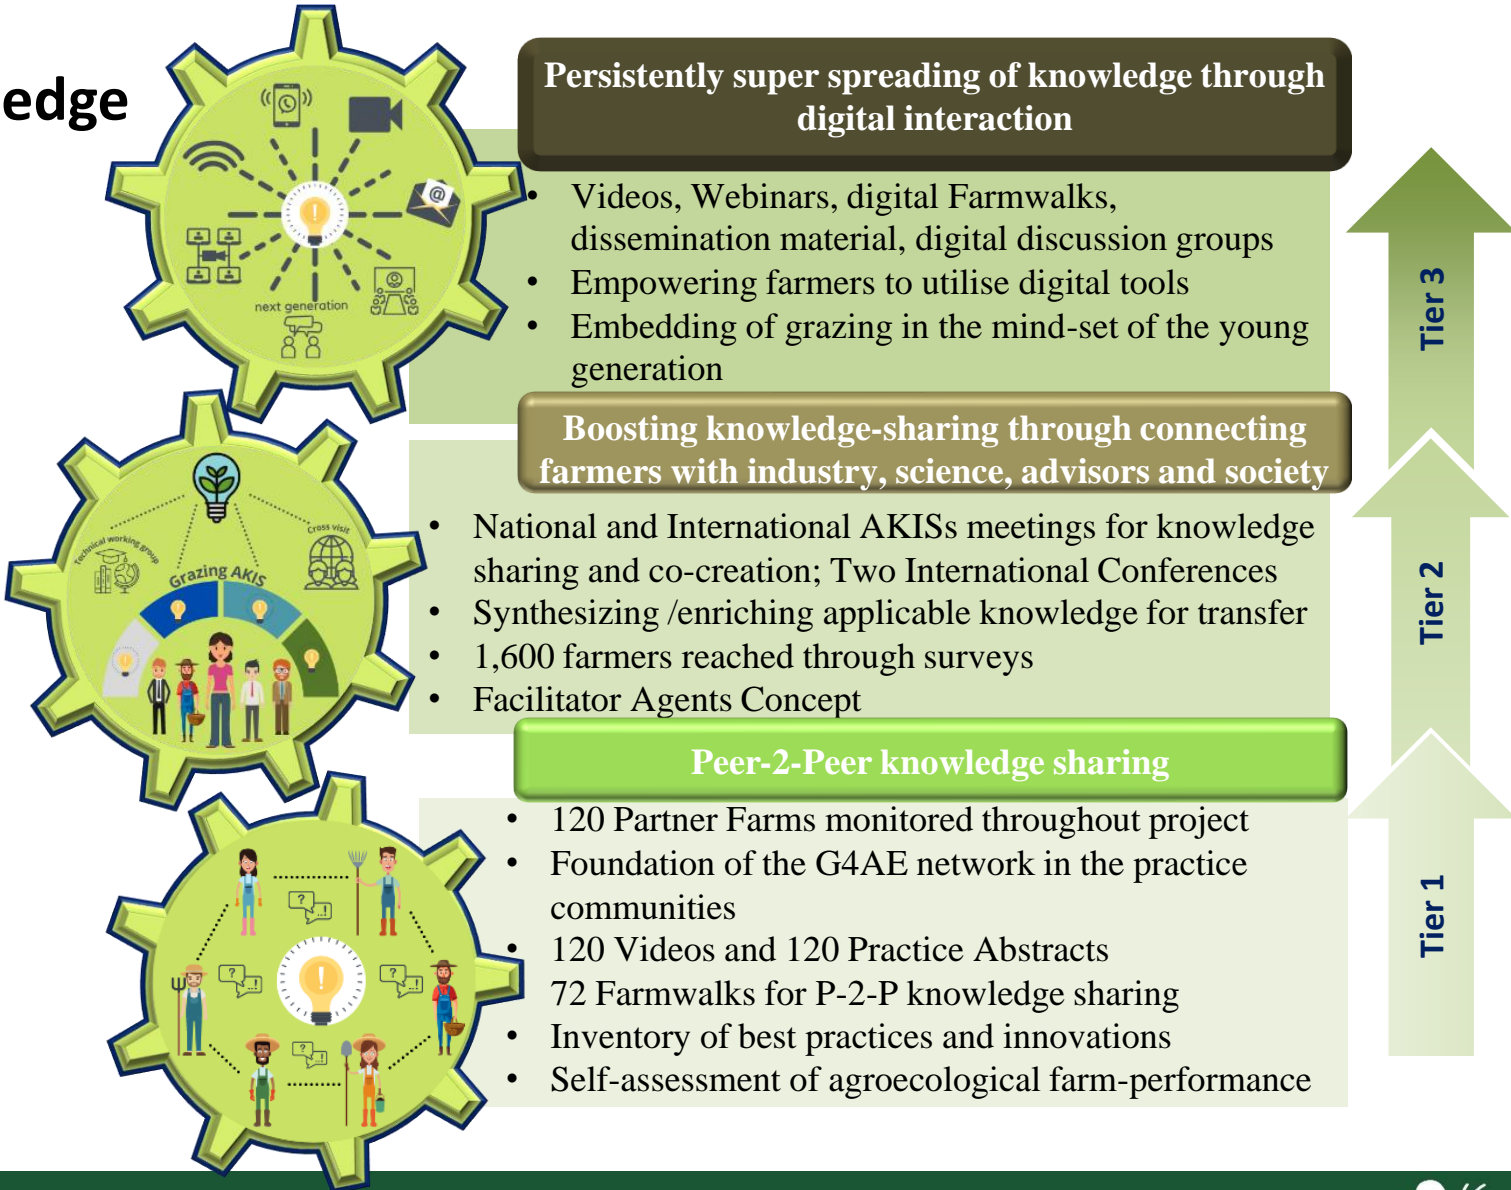 edge
Persistently super spreading of knowledge through
digital interaction
• Videos, Webinars, digital Farmwalks,
dissemination material, digital discussion groups
• Empowering farmers to utilise digital tools
• Embedding of grazing in the mind-set of the young
generation
@
!
next generation
Tier 3
Boosting knowledge-sharing through connecting
farmers with industry, science, advisors and society
• National and International AKISs meetings for knowledge
sharing and co-creation; Two International Conferences
• Synthesizing /enriching applicable knowledge for transfer
• 1,600 farmers reached through surveys
• Facilitator Agents Concept
Technical working group
Cross visit
Grazing AKIS
Tier 2
Peer-2-Peer knowledge sharing
• 120 Partner Farms monitored throughout project
• Foundation of the G4AE network in the practice
communities
• 120 Videos and 120 Practice Abstracts
72 Farmwalks for P-2-P knowledge sharing
• Inventory of best practices and innovations
• Self-assessment of agroecological farm-performance
? ...!
? ...!
!
? ...!
? ...!
Tier 1